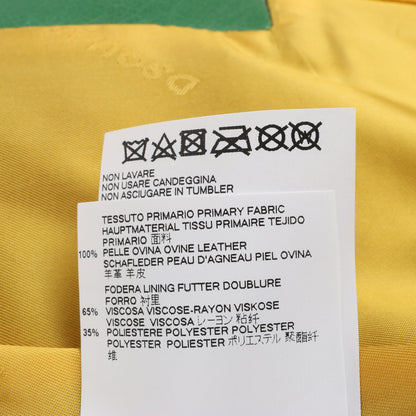 NON LAVARE
NON USARE CANDEGGINA
NON ASCIUGARE IN TUMBLER
TESSUTO PRIMARIO PRIMARY FABRIC
HAUPTMATERIAL TISSU PRIMAIRE TEJIDO
PRIMARIO 面料
100% PELLE OVINA OVINE LEATHER
SCHAFLEDER PEAU D'AGNEAU PIEL OVINA
羊革 羊皮
FODERA LINING FUTTER DOUBLURE
FORRO 衬里
65% VISCOSA VISCOSE-RAYON VISKOSE
VISCOSE VISCOSA レーヨン 粘纤
35% POLIESTERE POLYESTER POLYESTER
POLYESTER POLIESTER ポリエステル 聚酯纤
维